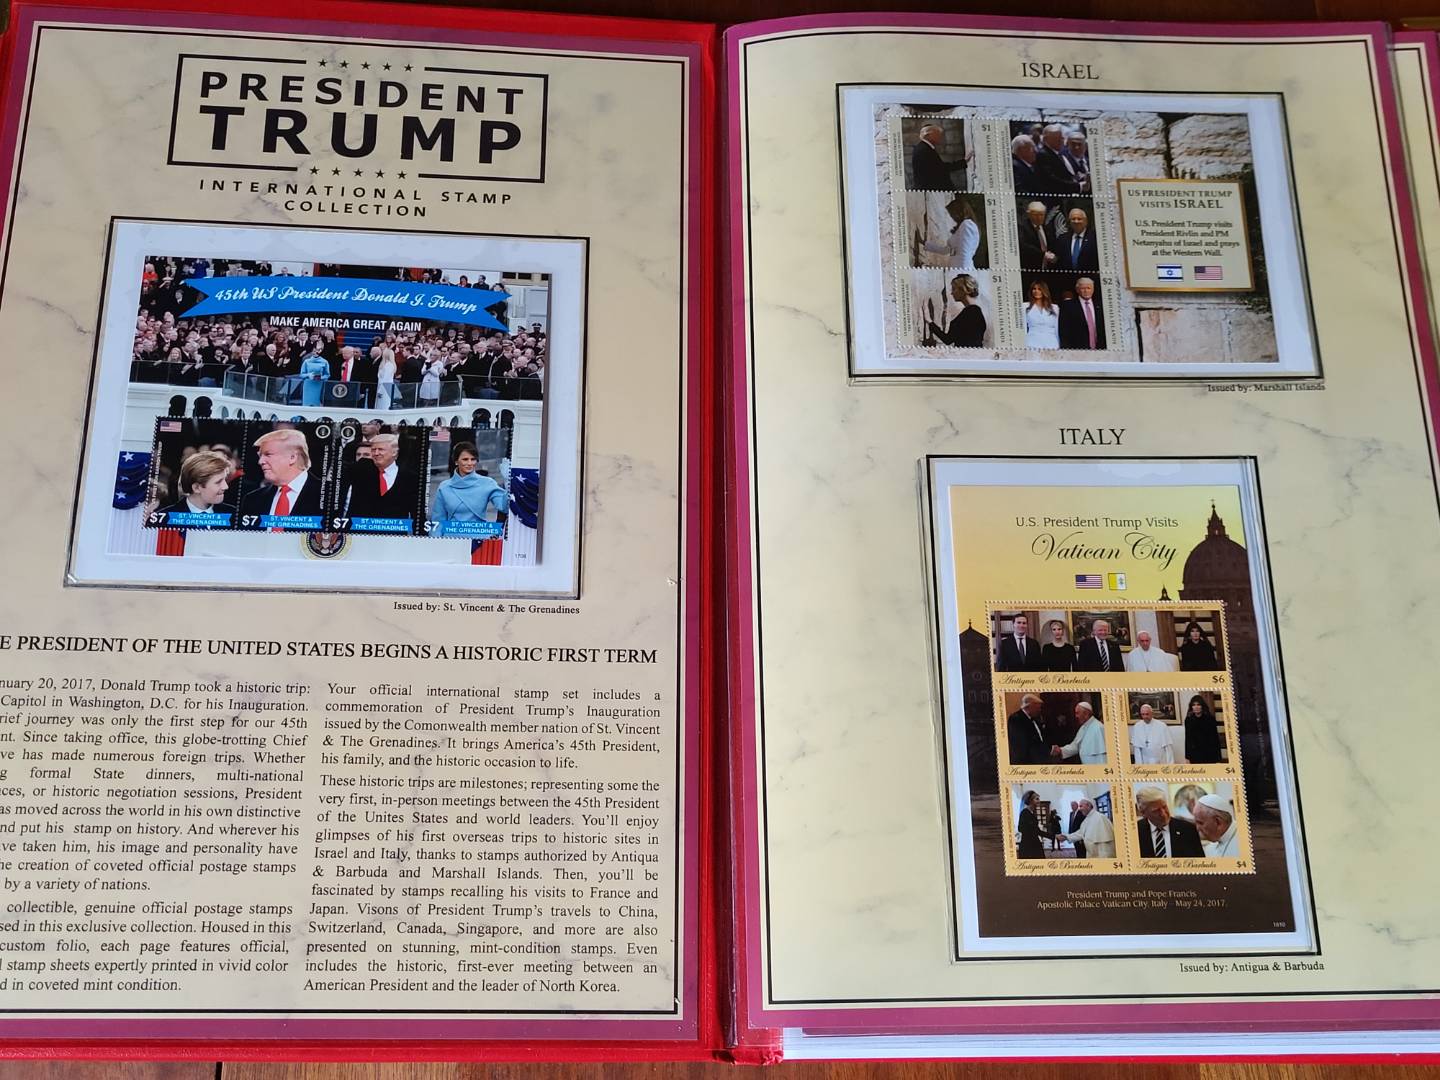 PRESIDENT
TRUMP
INTERNATIONAL STAMP
COLLECTION
45th US President Donald J. Trump
MAKE AMERICA GREAT AGAIN
$7 ST. VINCENT & THE GRENADINES
$7 ST. VINCENT & THE GRENADINES
$7 ST. VINCENT & THE GRENADINES
$7 ST. VINCENT & THE GRENADINES
Issued by: St. Vincent & The Grenadines
E PRESIDENT OF THE UNITED STATES BEGINS A HISTORIC FIRST TERM
nuary 20, 2017, Donald Trump took a historic trip:
Capitol in Washington, D.C. for his Inauguration.
rief journey was only the first step for our 45th
nt. Since taking office, this globe-trotting Chief
ve has made numerous foreign trips. Whether
g formal State dinners, multi-national
ces, or historic negotiation sessions, President
as moved across the world in his own distinctive
nd put his stamp on history. And wherever his
ve taken him, his image and personality have
he creation of coveted official postage stamps
by a variety of nations.
collectible, genuine official postage stamps
sed in this exclusive collection. Housed in this
custom folio, each page features official,
l stamp sheets expertly printed in vivid color
d in coveted mint condition.
Your official international stamp set includes a
commemoration of President Trump's Inauguration
issued by the Commonwealth member nation of St. Vincent
& The Grenadines. It brings America's 45th President,
his family, and the historic occasion to life.
These historic trips are milestones; representing some the
very first, in-person meetings between the 45th President
of the Unites States and world leaders. You'll enjoy
glimpses of his first overseas trips to historic sites in
Israel and Italy, thanks to stamps authorized by Antiqua
& Barbuda and Marshall Islands. Then, you'll be
fascinated by stamps recalling his visits to France and
Japan. Visons of President Trump's travels to China,
Switzerland, Canada, Singapore, and more are also
presented on stunning, mint-condition stamps. Even
includes the historic, first-ever meeting between an
American President and the leader of North Korea.
ISRAEL
$1 MARSHALL ISLANDS
$2 MARSHALL ISLANDS
$1 MARSHALL ISLANDS
$2 MARSHALL ISLANDS
$1 MARSHALL ISLANDS
$2 MARSHALL ISLANDS
US PRESIDENT TRUMP
VISITS ISRAEL
U.S. President Trump visits
President Rivlin and PM
Netanyahu of Israel and prays
at the Western Wall.
Issued by: Marshall Islands
ITALY
U.S. President Trump Visits
Vatican City
Antigua & Barbuda $6
Antigua & Barbuda $4
Antigua & Barbuda $4
Antigua & Barbuda $4
Antigua & Barbuda $4
President Trump and Pope Francis
Apostolic Palace Vatican City, Italy - May 24, 2017.
Issued by: Antigua & Barbuda